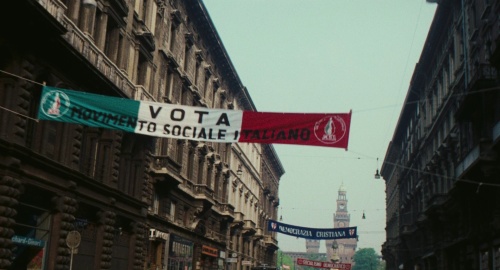 VOTA
MOVIMENTO SOCIALE ITALIANO
DEMOCRAZIA CRISTIANA